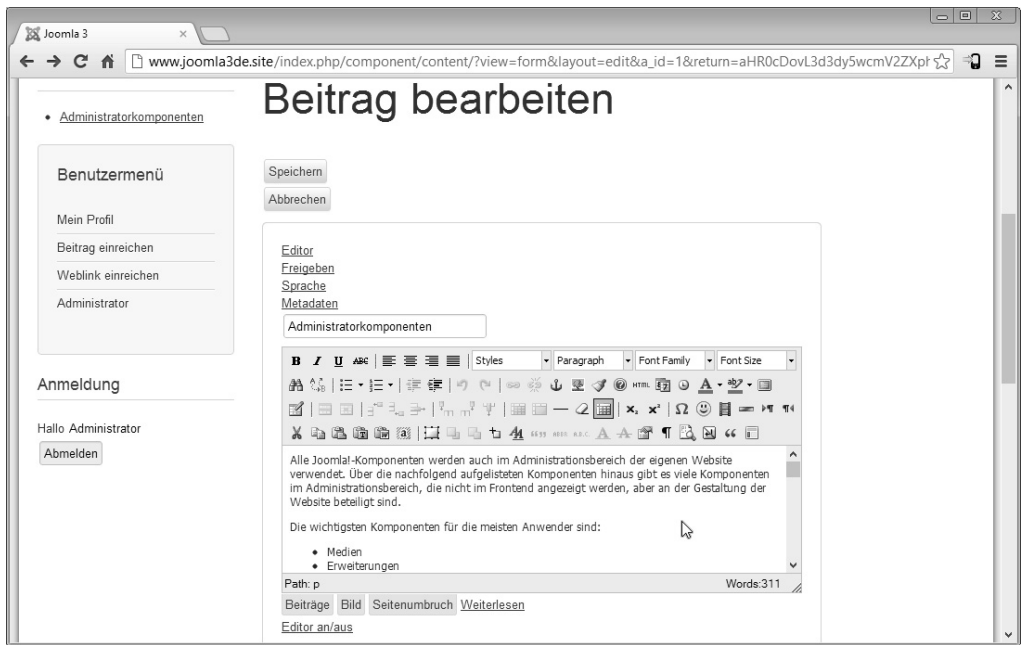 Joomla 3
www.joomla3de.site/index.php/component/content/?view=form&layout=edit&a_id=1&return=aHR0cDovL3d3dy5wcmV2ZXph
Administratorkomponenten
Benutzermenü
Mein Profil
Beitrag einreichen
Weblink einreichen
Administrator
Anmeldung
Hallo Administrator
Abmelden
Beitrag bearbeiten
Speichern
Abbrechen
Editor
Freigeben
Sprache
Metadaten
Administratorkomponenten
B I U ABC Styles Paragraph Font Family Font Size
HTML
Alle Joomla!-Komponenten werden auch im Administrationsbereich der eigenen Website
verwendet. Über die nachfolgend aufgelisteten Komponenten hinaus gibt es viele Komponenten
im Administrationsbereich, die nicht im Frontend angezeigt werden, aber an der Gestaltung der
Website beteiligt sind.
Die wichtigsten Komponenten für die meisten Anwender sind:
• Medien
• Erweiterungen
Path: p Words:311
Beiträge Bild Seitenumbruch Weiterlesen
Editor an/aus